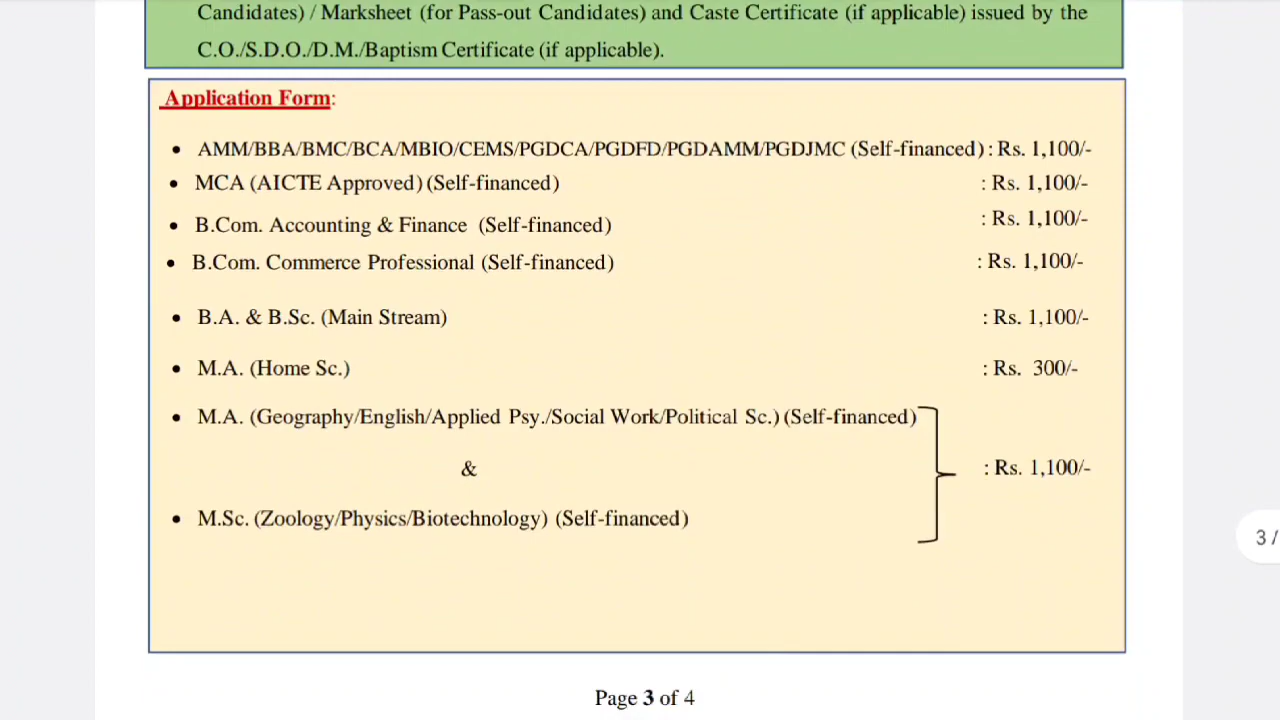 Candidates) / Marksheet (for Pass-out Candidates) and Caste Certificate (if applicable) issued by the
C.O./S.D.O./D.M./Baptism Certificate (if applicable).
Application Form:
• AMM/BBA/BMC/BCA/MBIO/CEMS/PGDCA/PGDFD/PGDAMM/PGDJMC (Self-financed) : Rs. 1,100/-
• MCA (AICTE Approved) (Self-financed) : Rs. 1,100/-
• B.Com. Accounting & Finance (Self-financed) : Rs. 1,100/-
• B.Com. Commerce Professional (Self-financed) : Rs. 1,100/-
• B.A. & B.Sc. (Main Stream) : Rs. 1,100/-
• M.A. (Home Sc.) : Rs. 300/-
• M.A. (Geography/English/Applied Psy./Social Work/Political Sc.) (Self-financed)
& : Rs. 1,100/-
• M.Sc. (Zoology/Physics/Biotechnology) (Self-financed)
3 /
Page 3 of 4